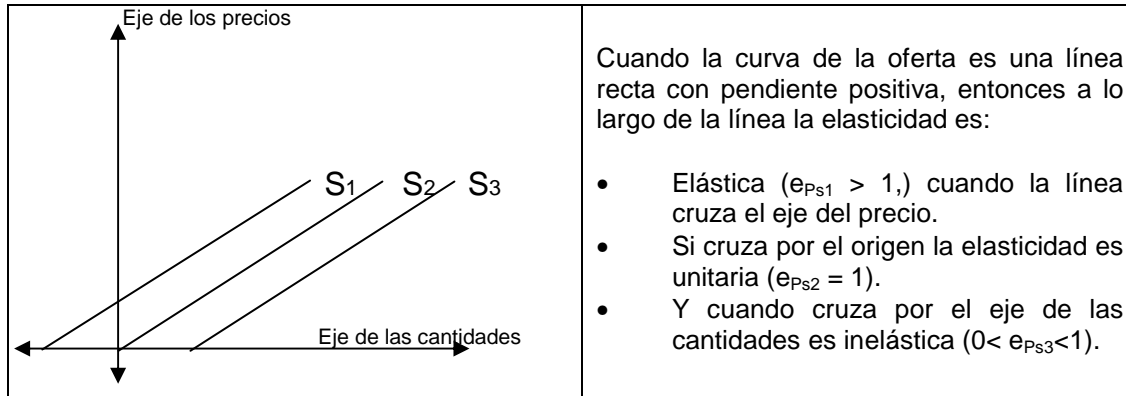 Eje de los precios
S1 S2 S3
Eje de las cantidades
Cuando la curva de la oferta es una línea
recta con pendiente positiva, entonces a lo
largo de la línea la elasticidad es:
• Elástica (ePs1 > 1,) cuando la línea
cruza el eje del precio.
• Si cruza por el origen la elasticidad es
unitaria (ePs2 = 1).
• Y cuando cruza por el eje de las
cantidades es inelástica (0< ePs3<1).